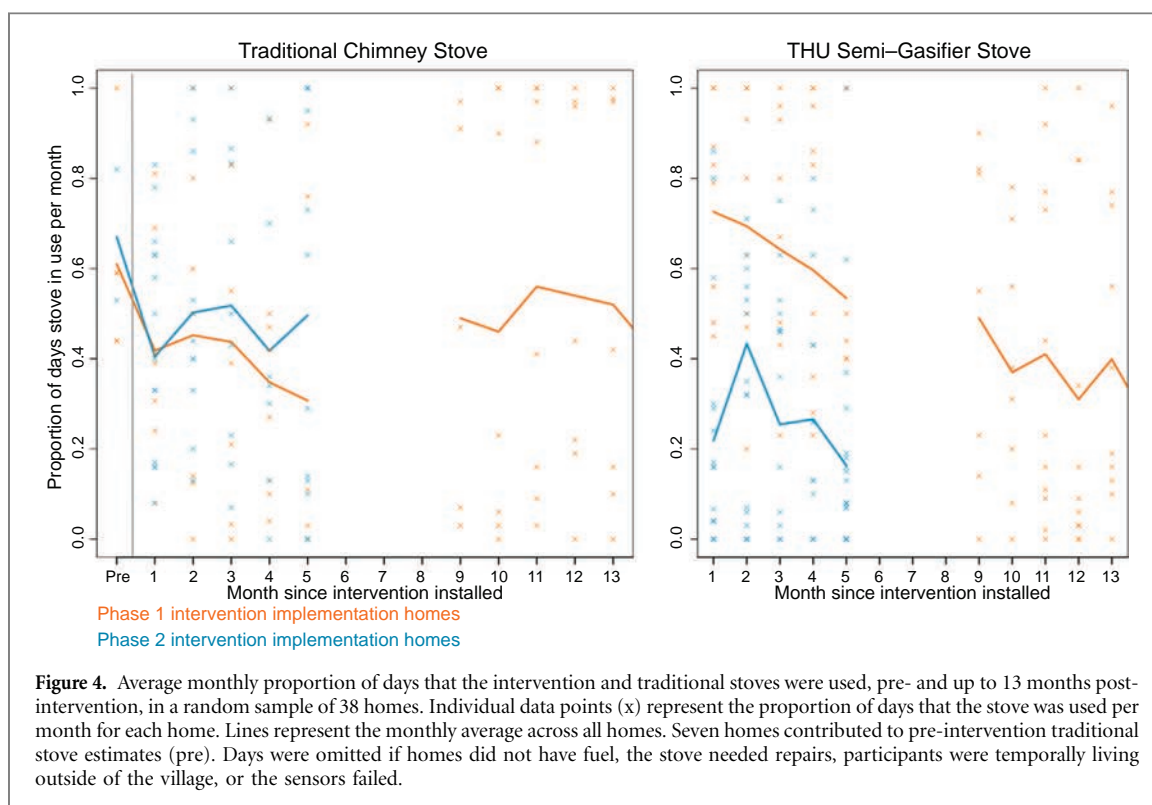 Traditional Chimney Stove
THU Semi–Gasifier Stove
Proportion of days stove in use per month
1.0
0.8
0.6
0.4
0.2
0.0
1.0
0.8
0.6
0.4
0.2
0.0
Pre 1 2 3 4 5 6 7 8 9 10 11 12 13
1 2 3 4 5 6 7 8 9 10 11 12 13
Month since intervention installed
Month since intervention installed
Phase 1 intervention implementation homes
Phase 2 intervention implementation homes
Figure 4. Average monthly proportion of days that the intervention and traditional stoves were used, pre- and up to 13 months post-
intervention, in a random sample of 38 homes. Individual data points (x) represent the proportion of days that the stove was used per
month for each home. Lines represent the monthly average across all homes. Seven homes contributed to pre-intervention traditional
stove estimates (pre). Days were omitted if homes did not have fuel, the stove needed repairs, participants were temporally living
outside of the village, or the sensors failed.